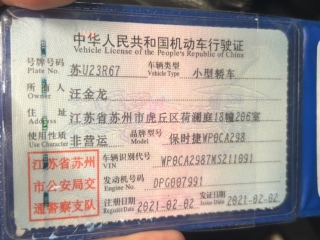 中华人民共和国机动车行驶证
Vehicle License of the People's Republic of China
号牌号码 苏U23R67 车辆类型 小型轿车
Plate No. Vehicle Type
所有人 汪金龙
Owner
住址 江苏省苏州市虎丘区荷澜庭18幢206室
Address
使用性质 非营运 品牌型号 保时捷WP0CA298
Use Character Model
江苏省苏州
市公安局交
通警察支队
车辆识别代号 WP0CA2987MS211091
VIN
发动机号码 DPG007991
Engine No.
注册日期 2021-02-02 发证日期 2021-02-02
Register Date Issue Date